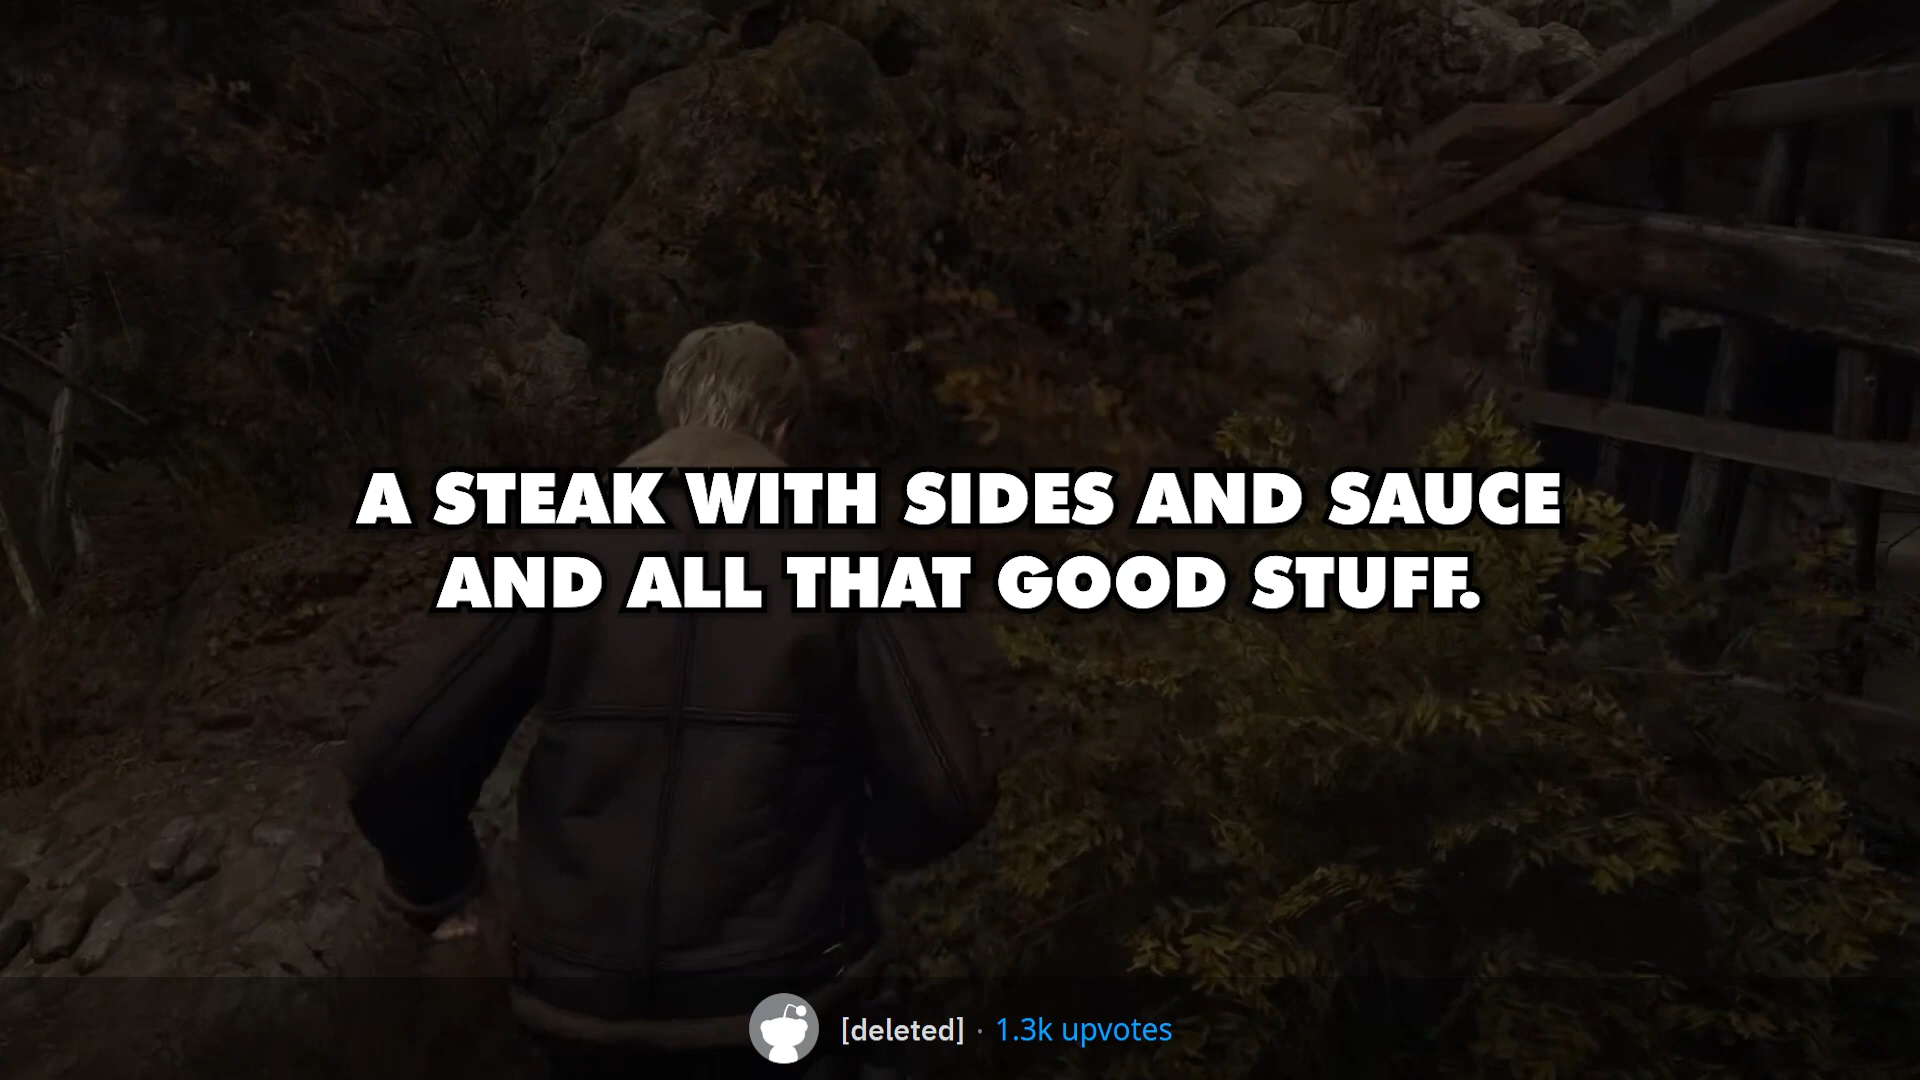 A STEAK WITH SIDES AND SAUCE
AND ALL THAT GOOD STUFF.
[deleted] · 1.3k upvotes